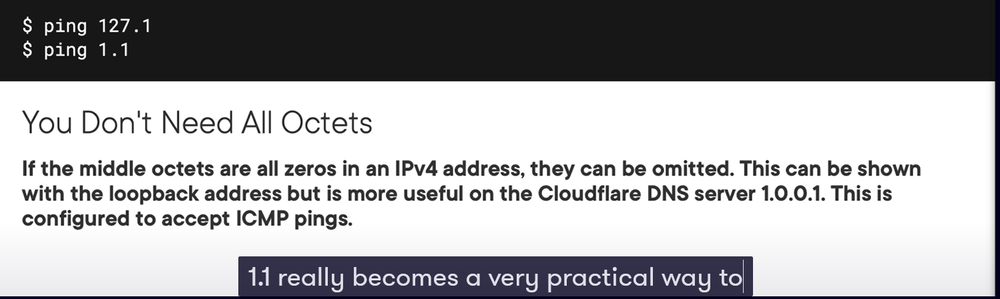 $ ping 127.1
$ ping 1.1
You Don't Need All Octets
If the middle octets are all zeros in an IPv4 address, they can be omitted. This can be shown
with the loopback address but is more useful on the Cloudflare DNS server 1.0.0.1. This is
configured to accept ICMP pings.
1.1 really becomes a very practical way to